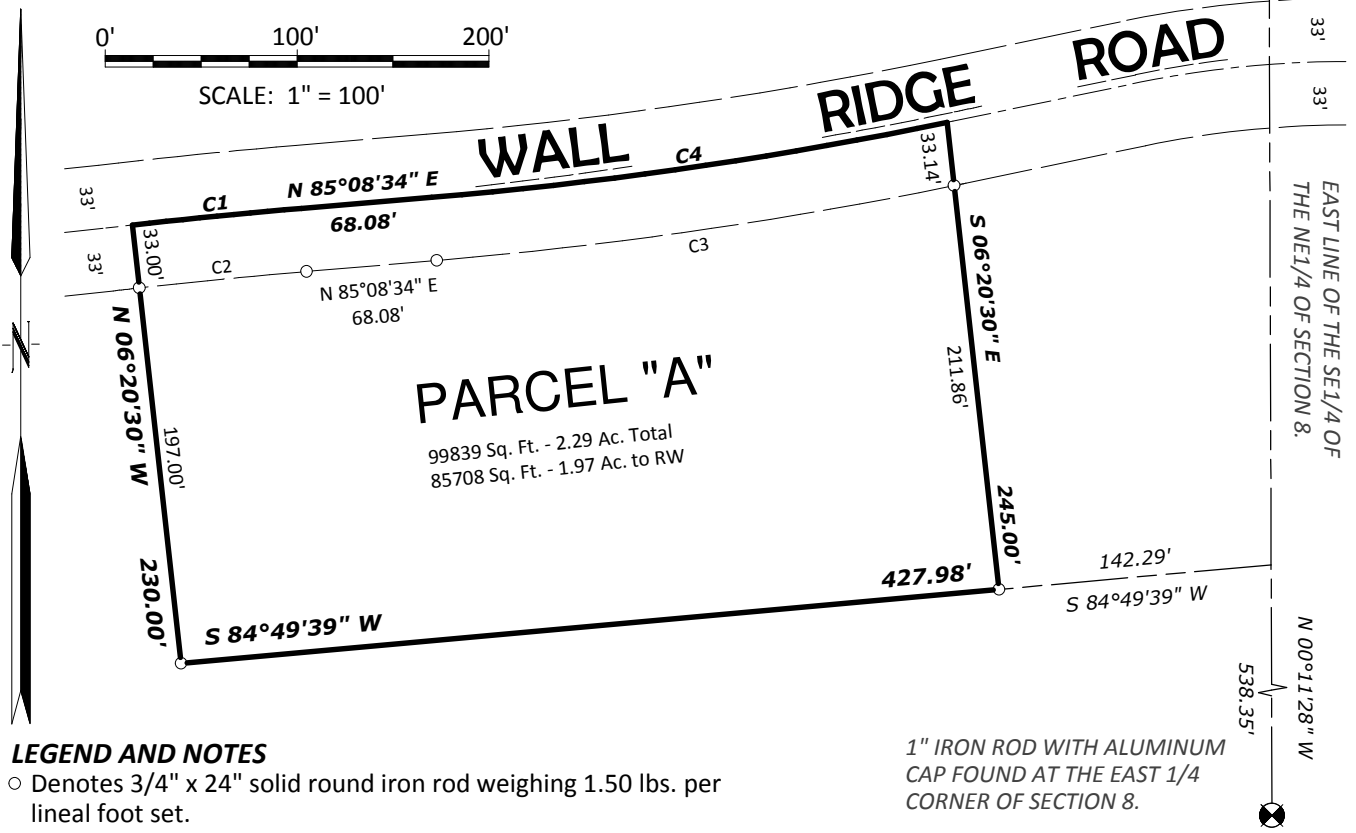 0' 100' 200'
SCALE: 1" = 100'
WALL RIDGE ROAD
33'
33'
33'
33'
C1
N 85°08'34" E
68.08'
C4
33.14'
33.00'
C2
N 85°08'34" E
68.08'
C3
N 06°20'30" W
197.00'
230.00'
S 06°20'30" E
211.86'
245.00'
PARCEL "A"
99839 Sq. Ft. - 2.29 Ac. Total
85708 Sq. Ft. - 1.97 Ac. to RW
EAST LINE OF THE SE1/4 OF
THE NE1/4 OF SECTION 8.
N
S 84°49'39" W
427.98'
142.29'
S 84°49'39" W
N 00°11'28" W
538.35'
LEGEND AND NOTES
Denotes 3/4" x 24" solid round iron rod weighing 1.50 lbs. per
lineal foot set.
1" IRON ROD WITH ALUMINUM
CAP FOUND AT THE EAST 1/4
CORNER OF SECTION 8.